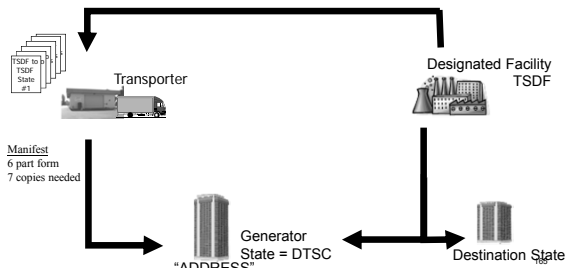 TSDF to
TSDF
State
#1
Transporter
Designated Facility
TSDF
Manifest
6 part form
7 copies needed
Generator
State = DTSC
"ADDRESS"
Destination State